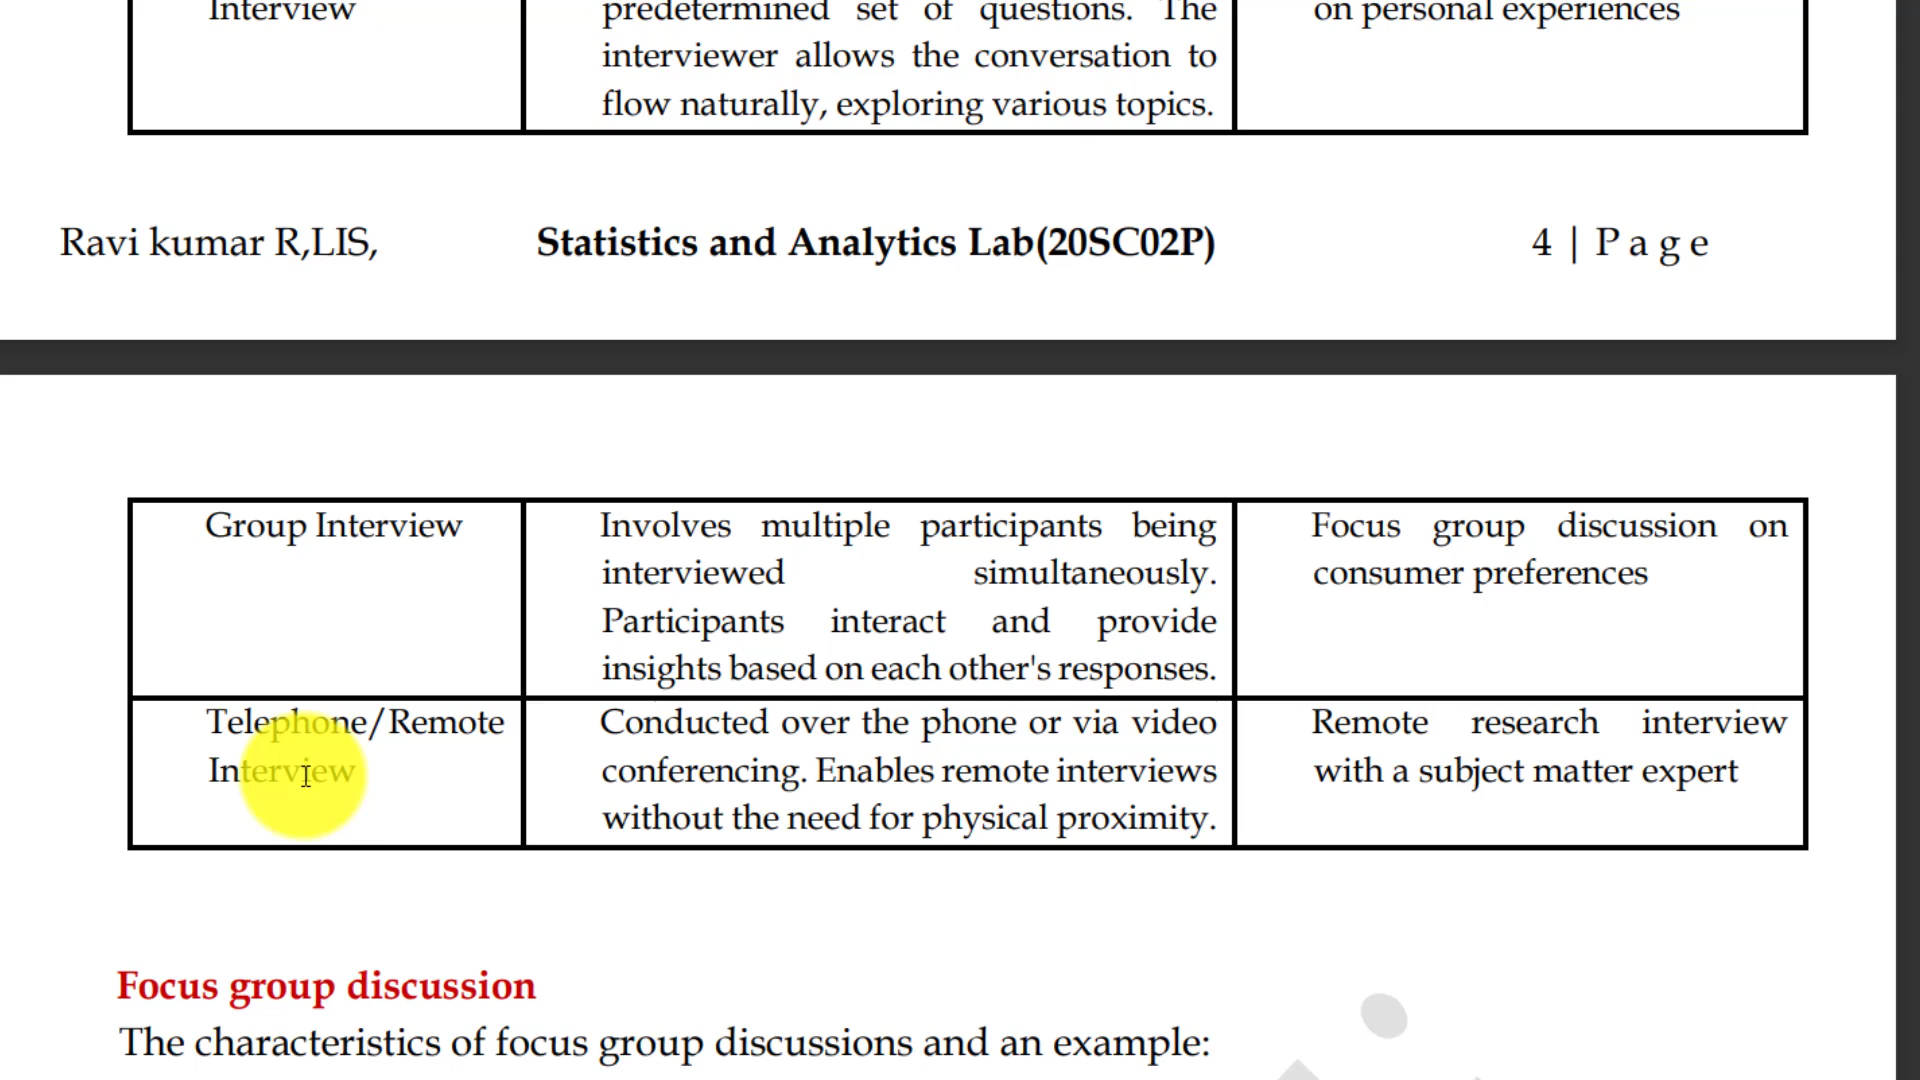 Interview
predetermined set of questions. The
on personal experiences
interviewer allows the conversation to
flow naturally, exploring various topics.
Ravi kumar R,LIS,
Statistics and Analytics Lab(20SC02P)
4 | P a g e
Group Interview
Involves multiple participants being
interviewed simultaneously.
Participants interact and provide
insights based on each other's responses.
Focus group discussion on
consumer preferences
Telephone/Remote
Interview
Conducted over the phone or via video
conferencing. Enables remote interviews
without the need for physical proximity.
Remote research interview
with a subject matter expert
Focus group discussion
The characteristics of focus group discussions and an example: